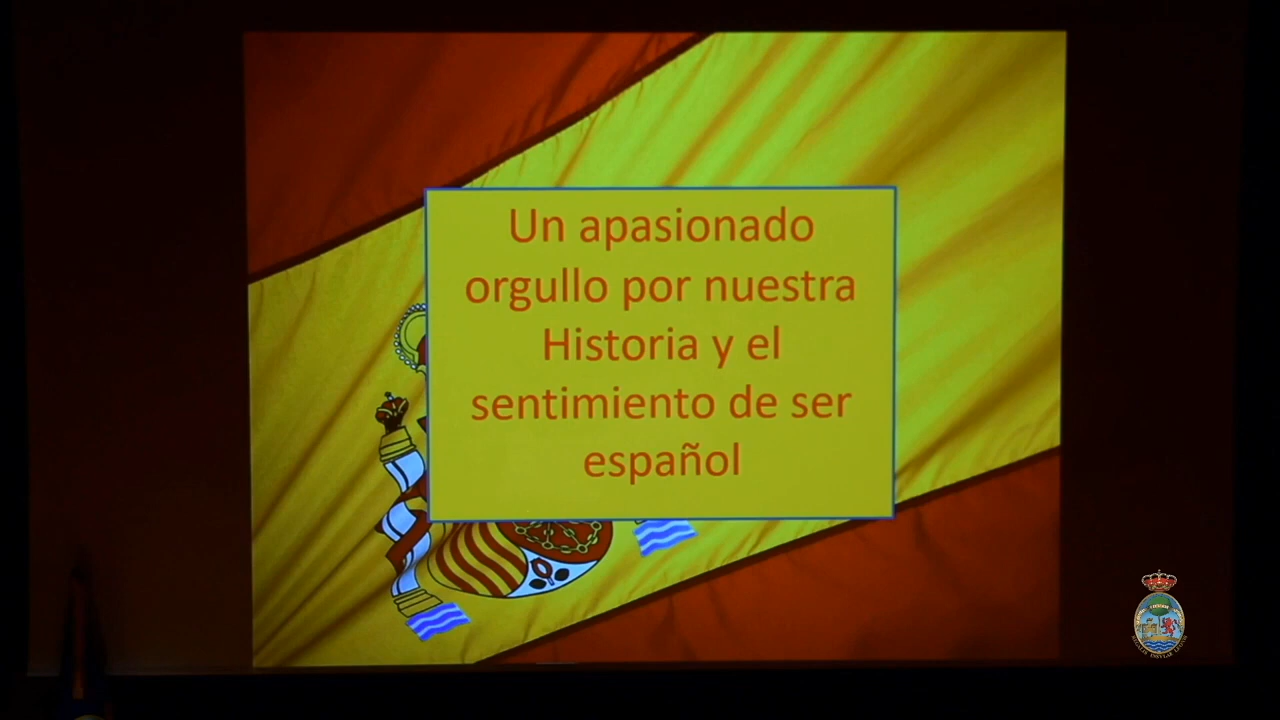 Un apasionado
orgullo por nuestra
Historia y el
sentimiento de ser
español